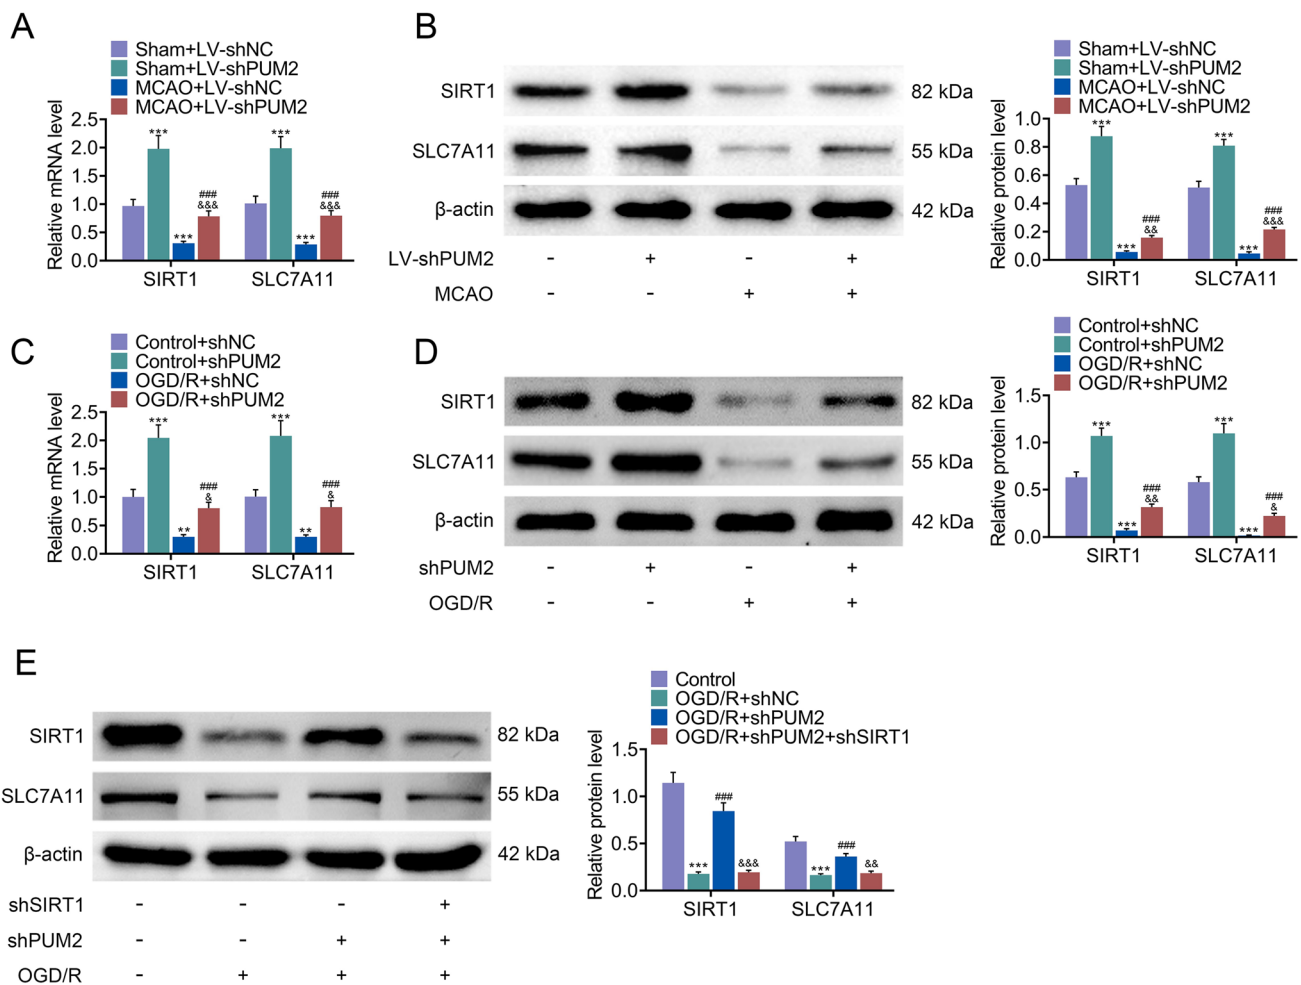 A
Sham+LV-shNC
Sham+LV-shPUM2
MCAO+LV-shNC
MCAO+LV-shPUM2
Relative mRNA level
2.5
2.0
1.5
1.0
0.5
0.0
*** *** ### &&&
*** *** ### &&&
SIRT1 SLC7A11
B
SIRT1 82 kDa
SLC7A11 55 kDa
β-actin 42 kDa
LV-shPUM2 - + - +
MCAO - - + +
Sham+LV-shNC
Sham+LV-shPUM2
MCAO+LV-shNC
MCAO+LV-shPUM2
Relative protein level
1.0
0.8
0.6
0.4
0.2
0.0
*** *** ### &&
*** *** ### &&&
SIRT1 SLC7A11
C
Control+shNC
Control+shPUM2
OGD/R+shNC
OGD/R+shPUM2
Relative mRNA level
2.5
2.0
1.5
1.0
0.5
0.0
*** ** ### &
*** ** ### &
SIRT1 SLC7A11
D
SIRT1 82 kDa
SLC7A11 55 kDa
β-actin 42 kDa
shPUM2 - + - +
OGD/R - - + +
Control+shNC
Control+shPUM2
OGD/R+shNC
OGD/R+shPUM2
Relative protein level
1.5
1.0
0.5
0.0
*** *** ### &&
*** *** ### &
SIRT1 SLC7A11
E
SIRT1 82 kDa
SLC7A11 55 kDa
β-actin 42 kDa
shSIRT1 - - - +
shPUM2 - - + +
OGD/R - + + +
Control
OGD/R+shNC
OGD/R+shPUM2
OGD/R+shPUM2+shSIRT1
Relative protein level
1.5
1.0
0.5
0.0
*** ### &&&
*** ### &&
SIRT1 SLC7A11